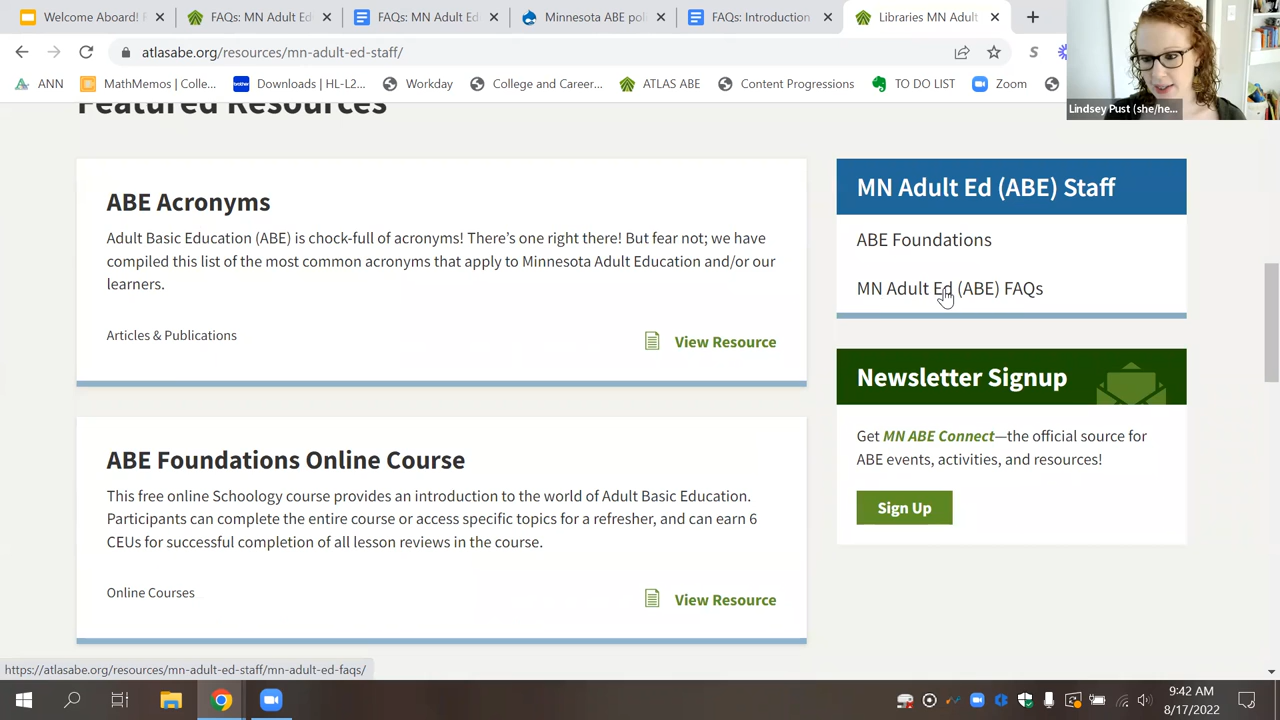 Welcome Aboard! F
FAQs: MN Adult Ed
FAQs: MN Adult Ed
Minnesota ABE pol
FAQs: Introduction
Libraries MN Adult
atlasabe.org/resources/mn-adult-ed-staff/
ANN
MathMemos | Colle...
Downloads | HL-L2...
Workday
College and Career...
ATLAS ABE
Content Progressions
TO DO LIST
Zoom
Lindsey Pust (she/he...
Featured Resources
ABE Acronyms
Adult Basic Education (ABE) is chock-full of acronyms! There's one right there! But fear not; we have
compiled this list of the most common acronyms that apply to Minnesota Adult Education and/or our
learners.
Articles & Publications
View Resource
ABE Foundations Online Course
This free online Schoology course provides an introduction to the world of Adult Basic Education.
Participants can complete the entire course or access specific topics for a refresher, and can earn 6
CEUs for successful completion of all lesson reviews in the course.
Online Courses
View Resource
MN Adult Ed (ABE) Staff
ABE Foundations
MN Adult Ed (ABE) FAQs
Newsletter Signup
Get MN ABE Connect—the official source for
ABE events, activities, and resources!
Sign Up
https://atlasabe.org/resources/mn-adult-ed-staff/mn-adult-ed-faqs/
9:42 AM
8/17/2022